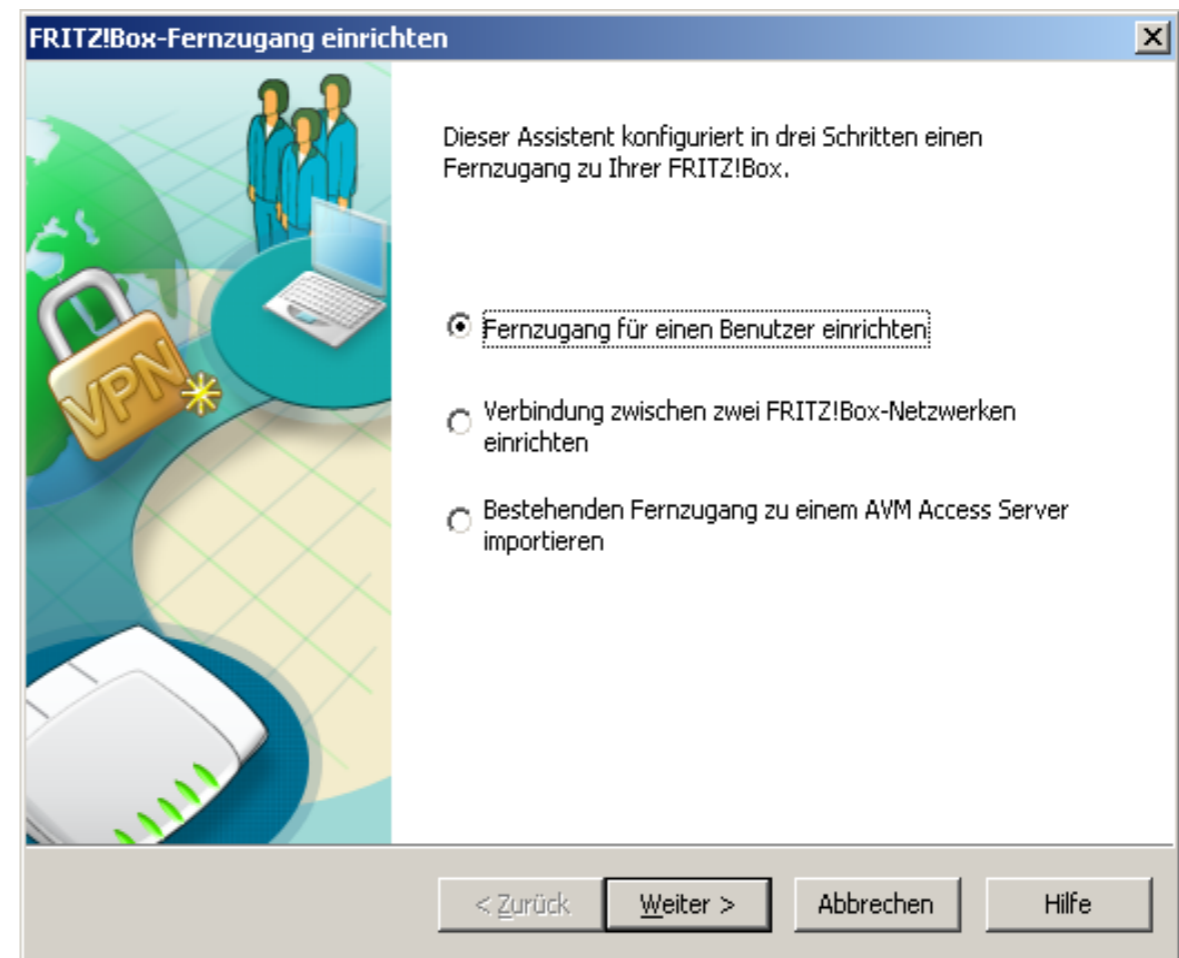 FRITZ!Box-Fernzugang einrichten
Dieser Assistent konfiguriert in drei Schritten einen
Fernzugang zu Ihrer FRITZ!Box.
Fernzugang für einen Benutzer einrichten
Verbindung zwischen zwei FRITZ!Box-Netzwerken
einrichten
Bestehenden Fernzugang zu einem AVM Access Server
importieren
VPN
< Zurück
Weiter >
Abbrechen
Hilfe